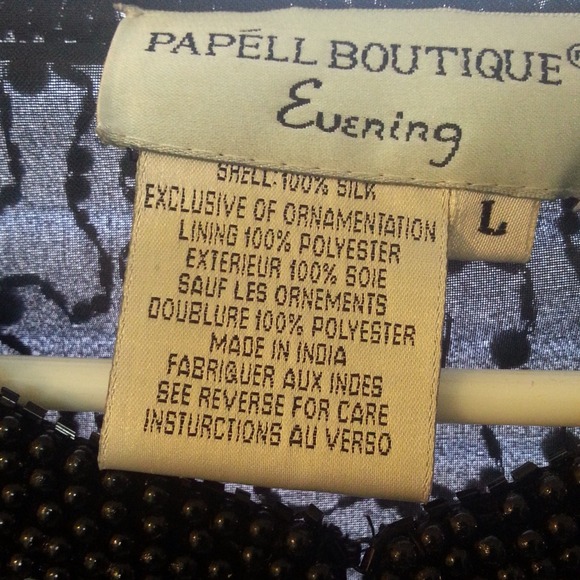 PAPÉLL BOUTIQUE®
Evening
L
SHELL:100% SILK
EXCLUSIVE OF ORNAMENTATION
LINING 100% POLYESTER
EXTERIEUR 100% SOIE
SAUF LES ORNEMENTS
DOUBLURE 100% POLYESTER
MADE IN INDIA
FABRIQUER AUX INDES
SEE REVERSE FOR CARE
INSTURCTIONS AU VERSO